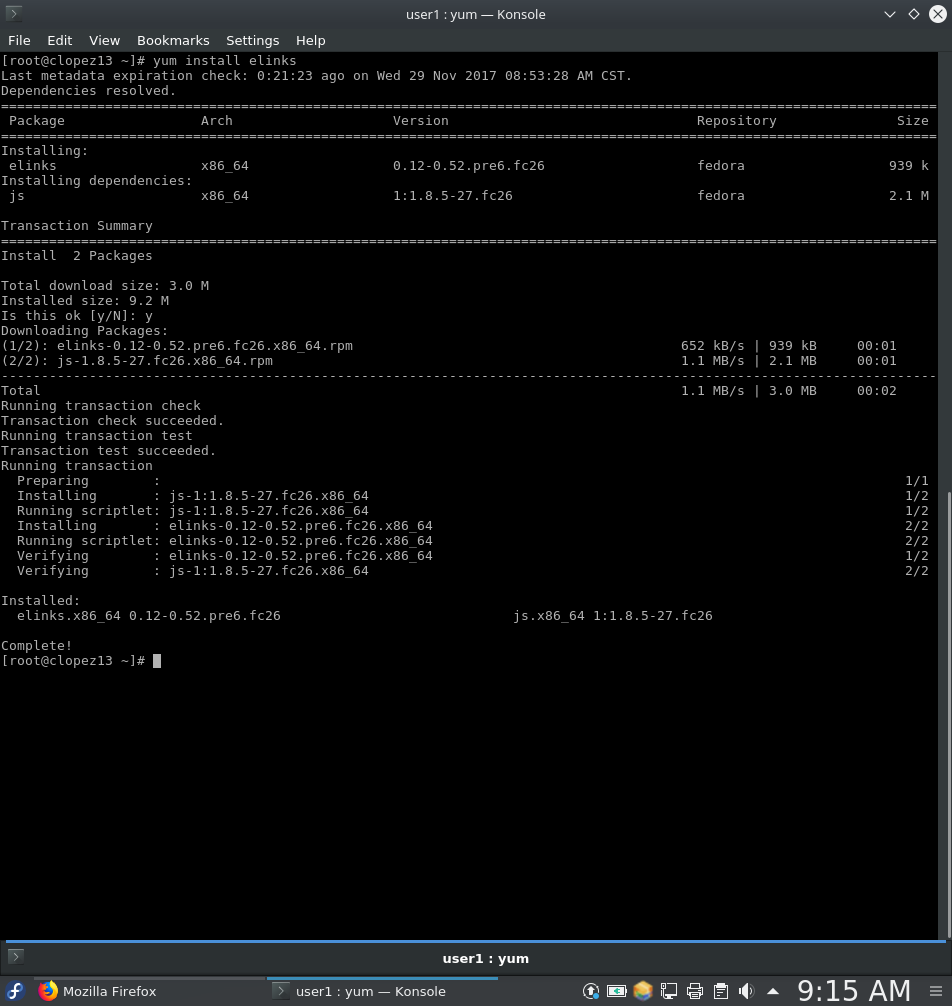 user1 : yum — Konsole
File Edit View Bookmarks Settings Help
[root@clopez13 ~]# yum install elinks
Last metadata expiration check: 0:21:23 ago on Wed 29 Nov 2017 08:53:28 AM CST.
Dependencies resolved.
================================================================================
Package Arch Version Repository Size
================================================================================
Installing:
elinks x86_64 0.12-0.52.pre6.fc26 fedora 939 k
Installing dependencies:
js x86_64 1:1.8.5-27.fc26 fedora 2.1 M
Transaction Summary
================================================================================
Install 2 Packages
Total download size: 3.0 M
Installed size: 9.2 M
Is this ok [y/N]: y
Downloading Packages:
(1/2): elinks-0.12-0.52.pre6.fc26.x86_64.rpm 652 kB/s | 939 kB 00:01
(2/2): js-1.8.5-27.fc26.x86_64.rpm 1.1 MB/s | 2.1 MB 00:01
--------------------------------------------------------------------------------
Total 1.1 MB/s | 3.0 MB 00:02
Running transaction check
Transaction check succeeded.
Running transaction test
Transaction test succeeded.
Running transaction
Preparing : 1/1
Installing : js-1:1.8.5-27.fc26.x86_64 1/2
Running scriptlet: js-1:1.8.5-27.fc26.x86_64 1/2
Installing : elinks-0.12-0.52.pre6.fc26.x86_64 2/2
Running scriptlet: elinks-0.12-0.52.pre6.fc26.x86_64 2/2
Verifying : elinks-0.12-0.52.pre6.fc26.x86_64 1/2
Verifying : js-1:1.8.5-27.fc26.x86_64 2/2
Installed:
elinks.x86_64 0.12-0.52.pre6.fc26 js.x86_64 1:1.8.5-27.fc26
Complete!
[root@clopez13 ~]#
user1 : yum
Mozilla Firefox user1 : yum — Konsole 9:15 AM